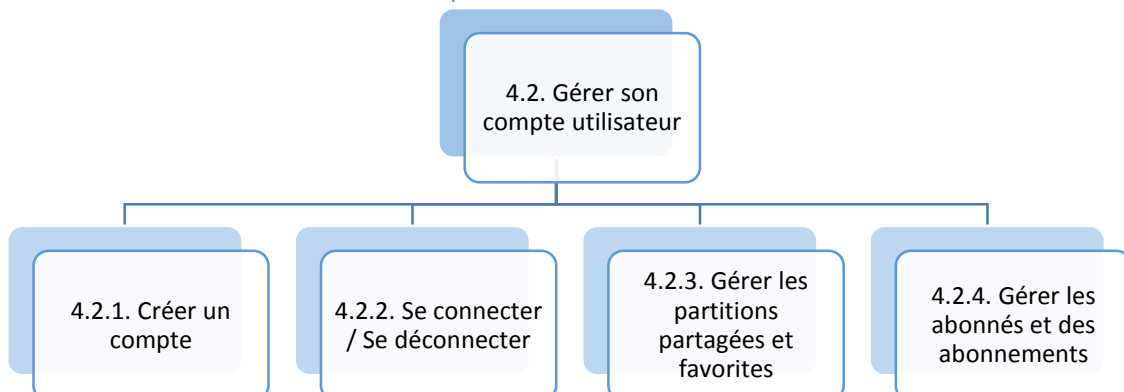 4.2. Gérer son
compte utilisateur
4.2.1. Créer un
compte
4.2.2. Se connecter
/ Se déconnecter
4.2.3. Gérer les
partitions
partagées et
favorites
4.2.4. Gérer les
abonnés et des
abonnements